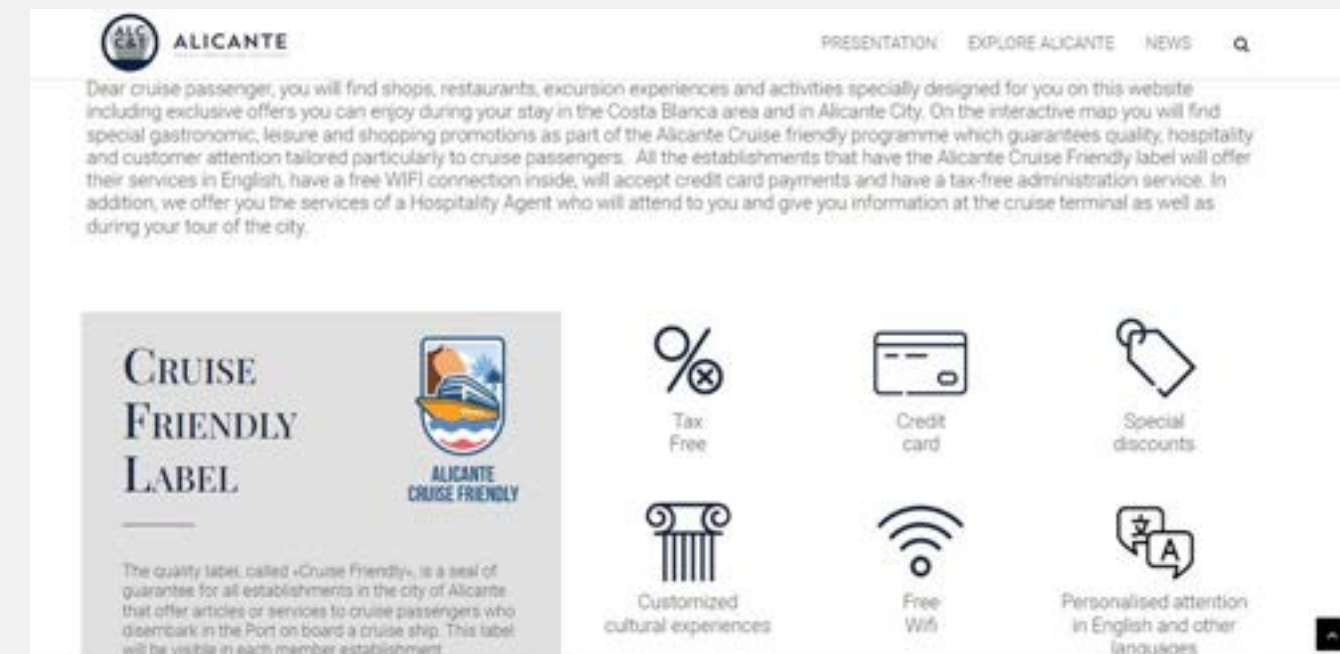 ALC
C&T
ALICANTE
PRESENTATION EXPLORE ALICANTE NEWS
Dear cruise passenger, you will find shops, restaurants, excursion experiences and activities specially designed for you on this website
including exclusive offers you can enjoy during your stay in the Costa Blanca area and in Alicante City. On the interactive map you will find
special gastronomic, leisure and shopping promotions as part of the Alicante Cruise friendly programme which guarantees quality, hospitality
and customer attention tailored particularly to cruise passengers. All the establishments that have the Alicante Cruise Friendly label will offer
their services in English, have a free WIFI connection inside, will accept credit card payments and have a tax-free administration service. In
addition, we offer you the services of a Hospitality Agent who will attend to you and give you information at the cruise terminal as well as
during your tour of the city.
CRUISE
FRIENDLY
LABEL
ALICANTE
CRUISE FRIENDLY
The quality label, called «Cruise Friendly», is a seal of
guarantee for all establishments in the city of Alicante
that offer articles or services to cruise passengers who
disembark in the Port on board a cruise ship. This label
will be visible in each member establishment
Tax
Free
Credit
card
Special
discounts
Customized
cultural experiences
Free
Wifi
文
A
Personalised attention
in English and other
languages